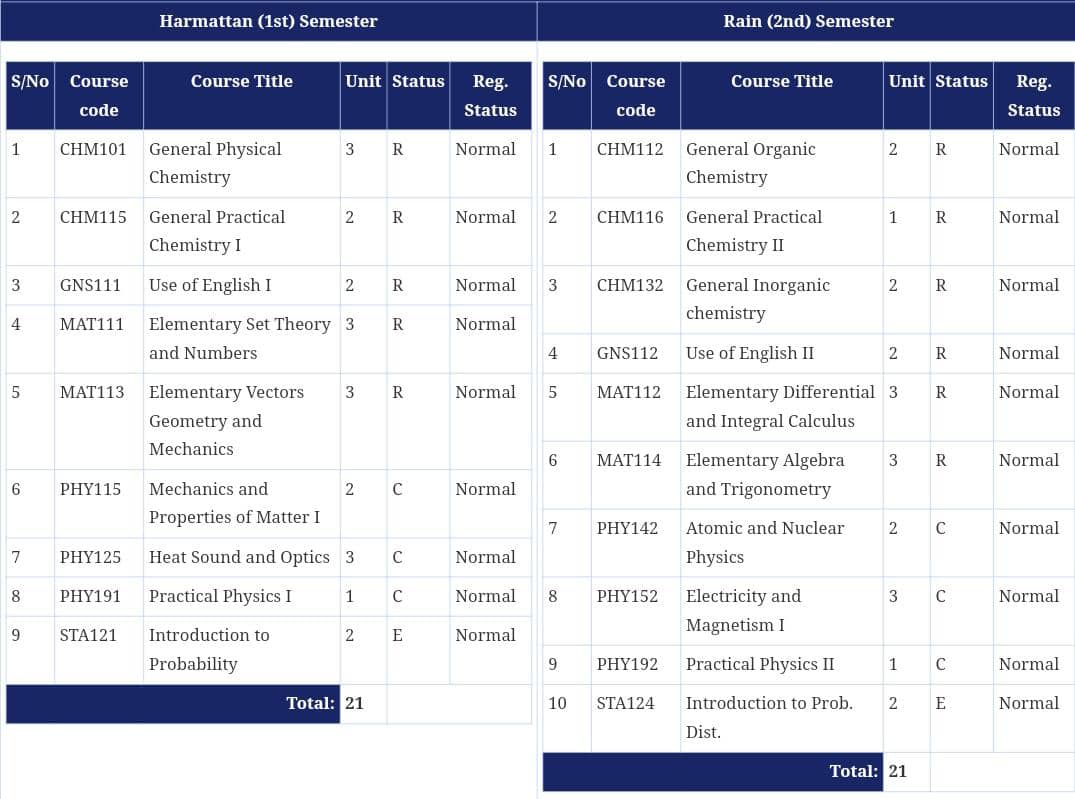 Harmattan (1st) Semester
S/No Course code Course Title Unit Status Reg. Status
1 CHM101 General Physical Chemistry 3 R Normal
2 CHM115 General Practical Chemistry I 2 R Normal
3 GNS111 Use of English I 2 R Normal
4 MAT111 Elementary Set Theory and Numbers 3 R Normal
5 MAT113 Elementary Vectors Geometry and Mechanics 3 R Normal
6 PHY115 Mechanics and Properties of Matter I 2 C Normal
7 PHY125 Heat Sound and Optics 3 C Normal
8 PHY191 Practical Physics I 1 C Normal
9 STA121 Introduction to Probability 2 E Normal
Total: 21
Rain (2nd) Semester
S/No Course code Course Title Unit Status Reg. Status
1 CHM112 General Organic Chemistry 2 R Normal
2 CHM116 General Practical Chemistry II 1 R Normal
3 CHM132 General Inorganic chemistry 2 R Normal
4 GNS112 Use of English II 2 R Normal
5 MAT112 Elementary Differential and Integral Calculus 3 R Normal
6 MAT114 Elementary Algebra and Trigonometry 3 R Normal
7 PHY142 Atomic and Nuclear Physics 2 C Normal
8 PHY152 Electricity and Magnetism I 3 C Normal
9 PHY192 Practical Physics II 1 C Normal
10 STA124 Introduction to Prob. Dist. 2 E Normal
Total: 21